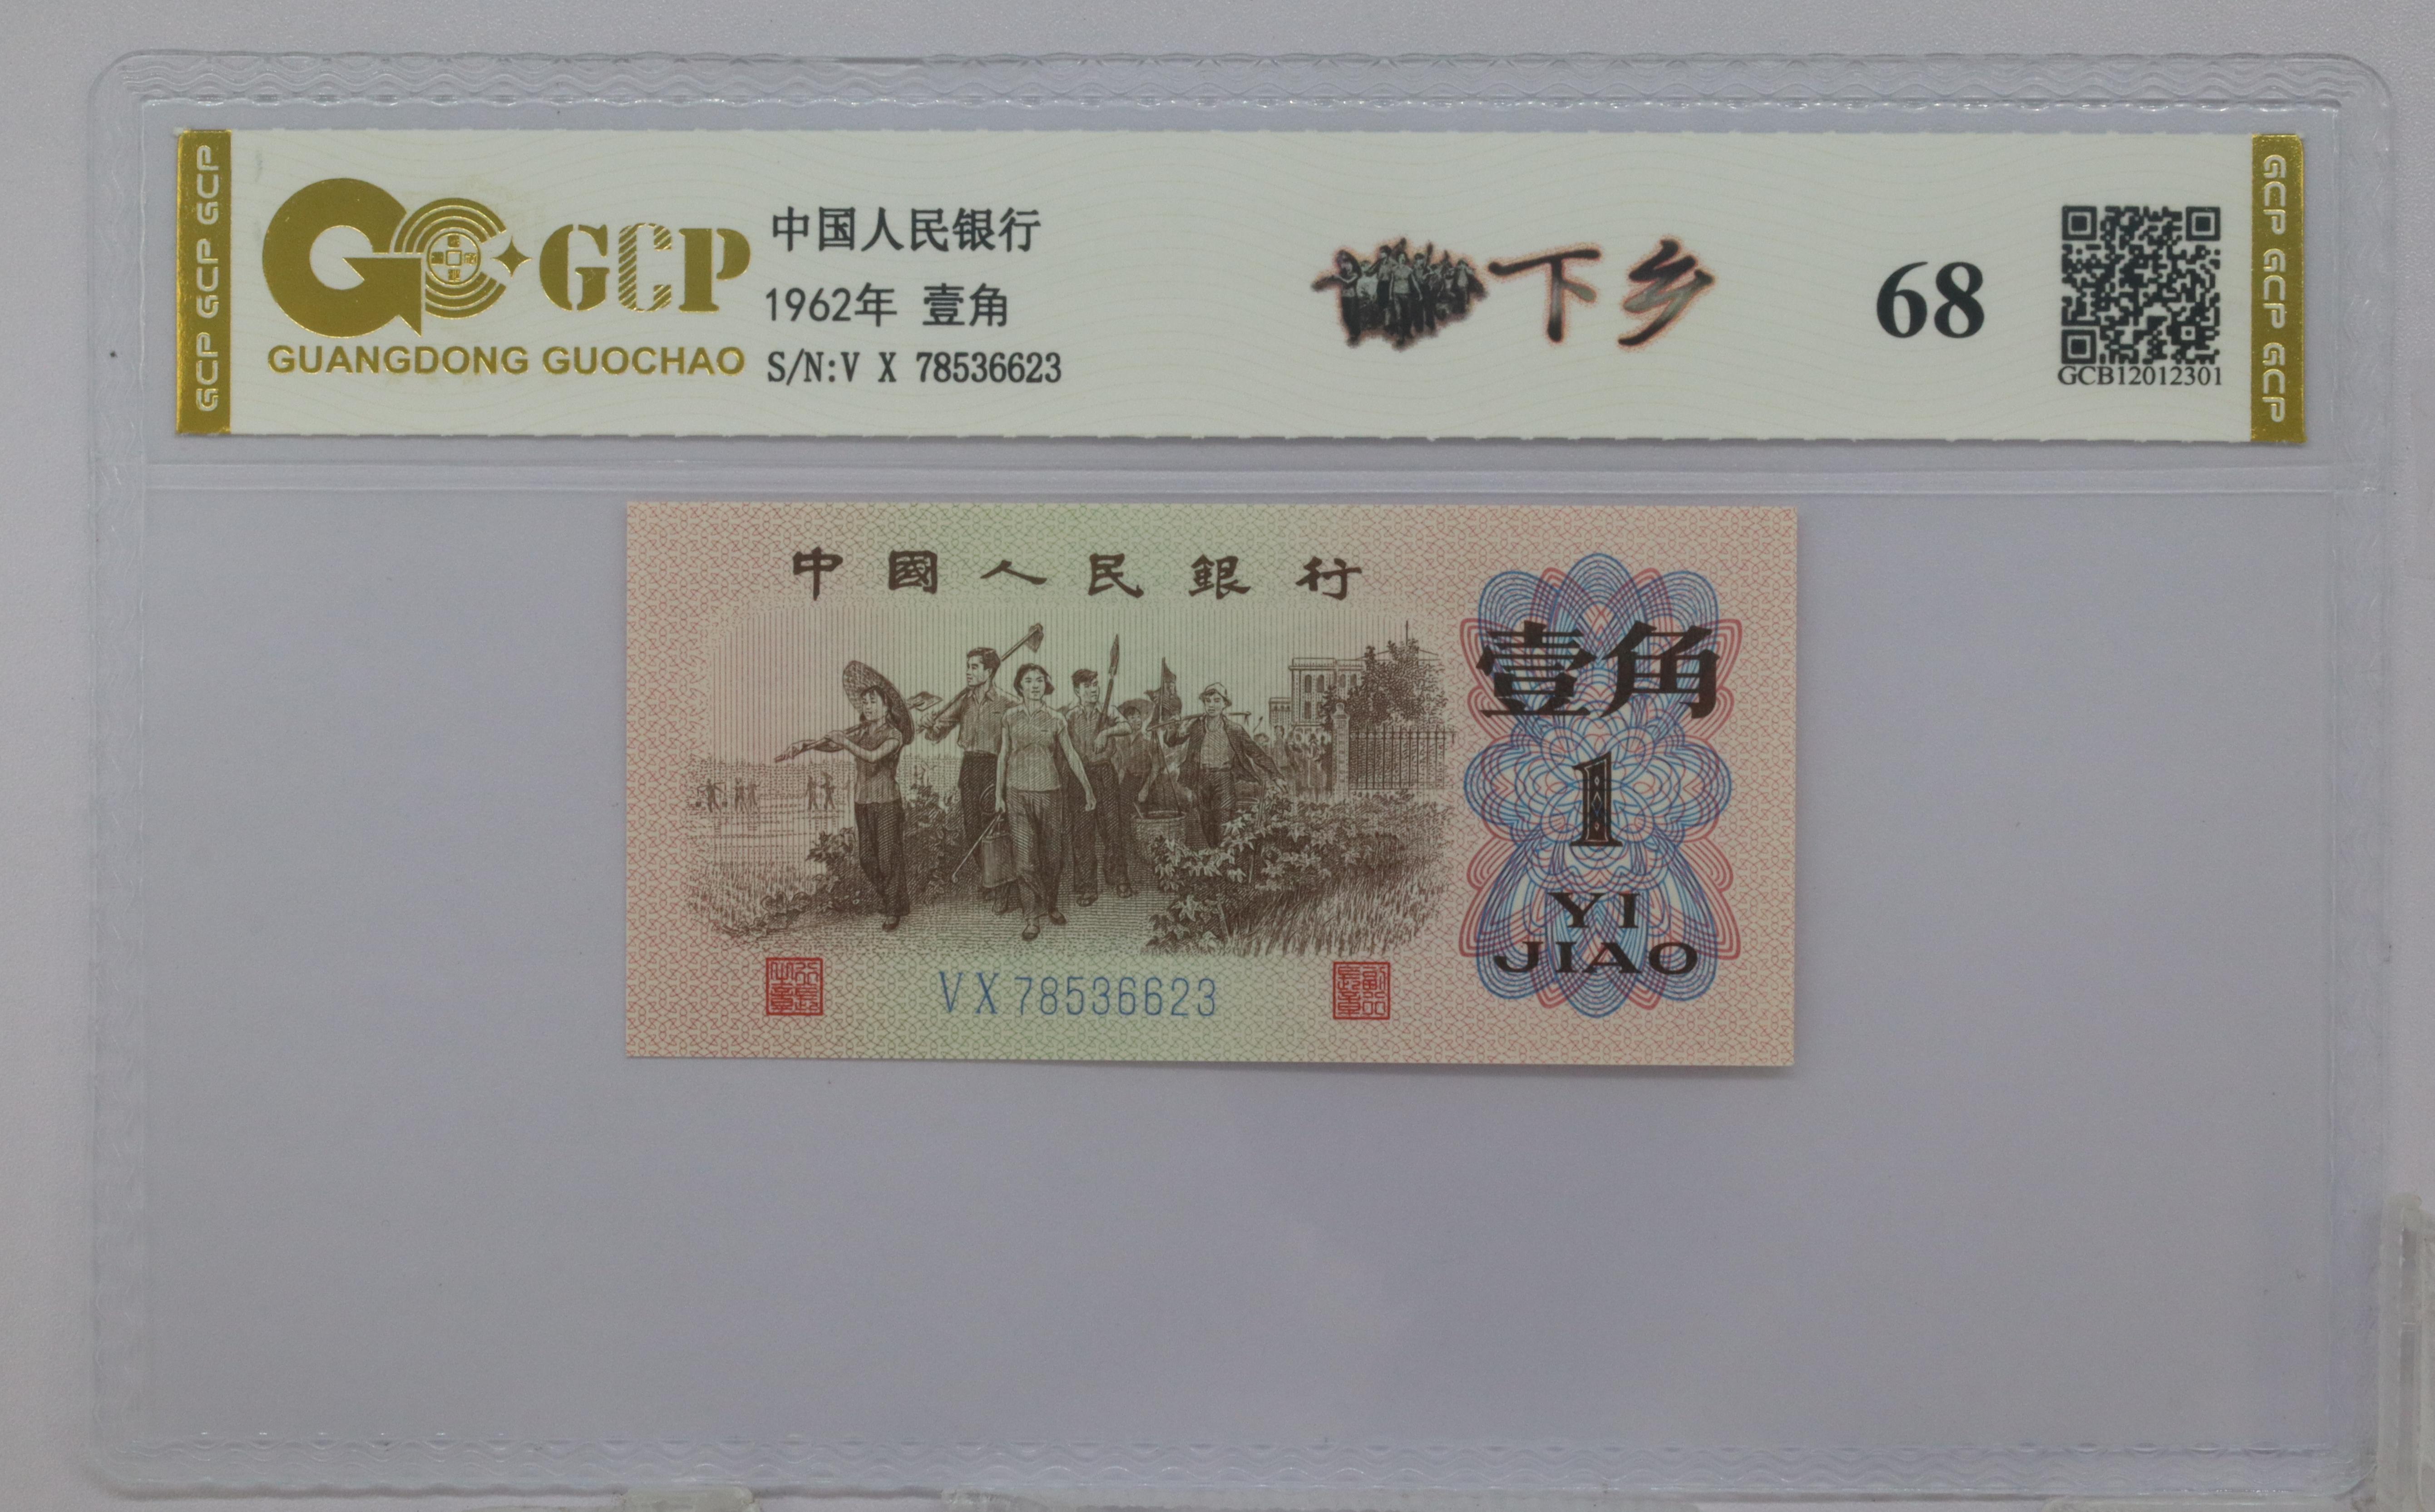 GCP GCP GCP
GCP
GUANGDONG GUOCHAO
中国人民银行
1962年 壹角
S/N:V X 78536623
下乡
68
GCB12012301
GCP GCP GCP
中國人民銀行
壹角
1
YI
JIAO
VX78536623